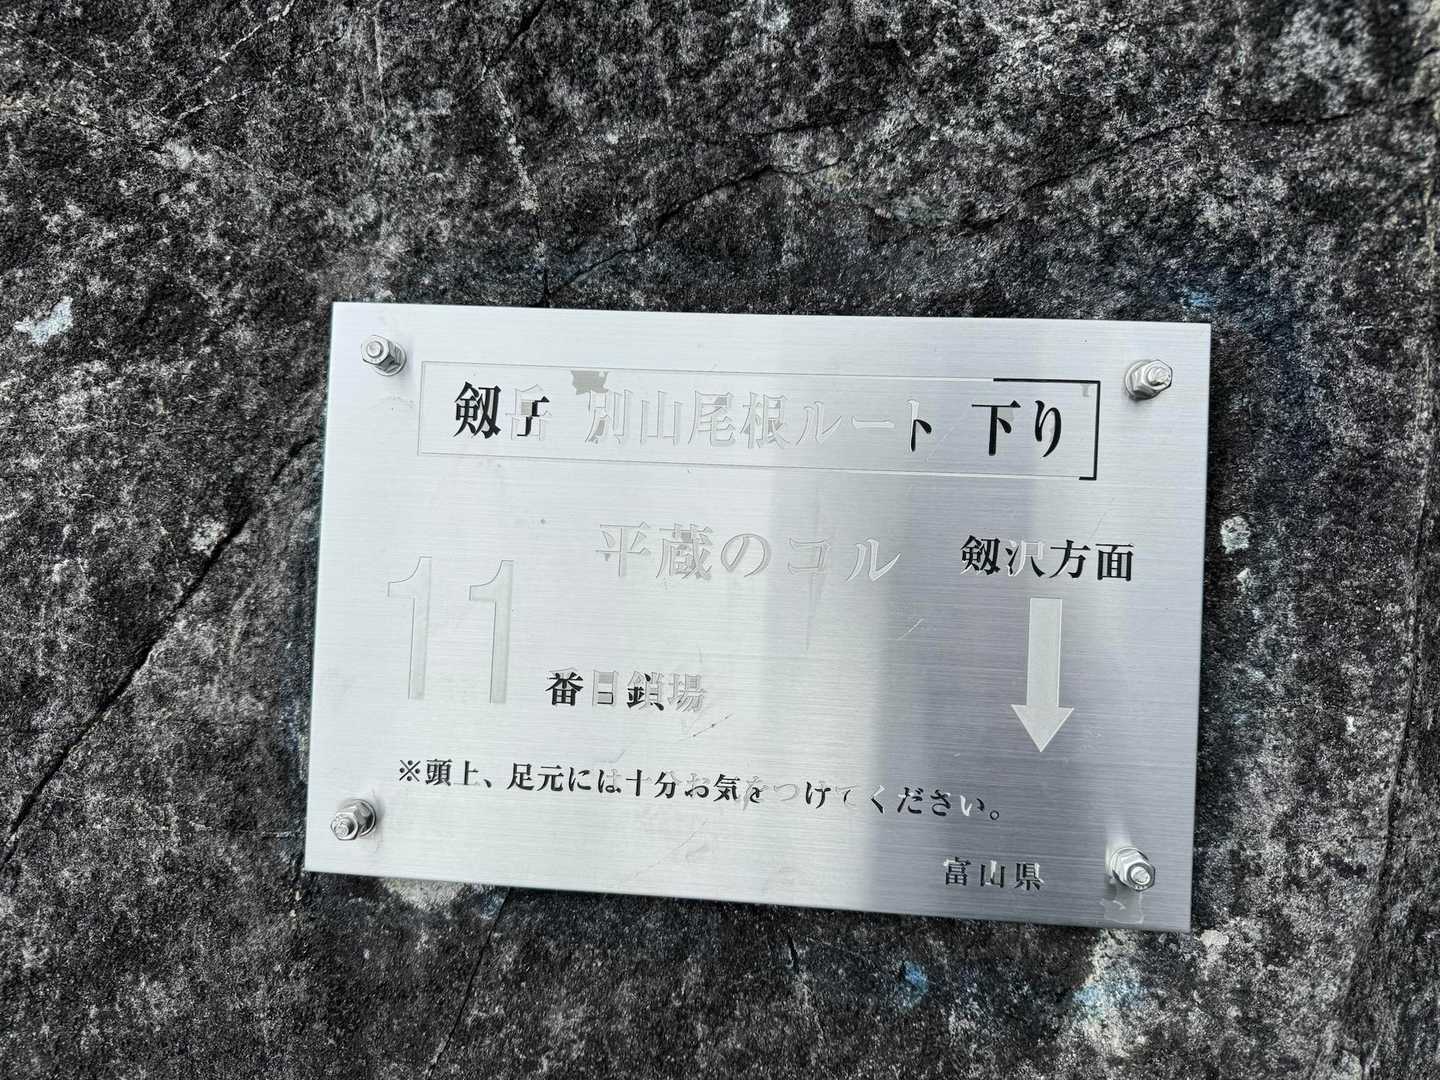 剱岳 別山尾根ルート 下り
平蔵のコル
剱沢方面
11番目鎖場
※頭上、足元には十分お気をつけてください。
富山県